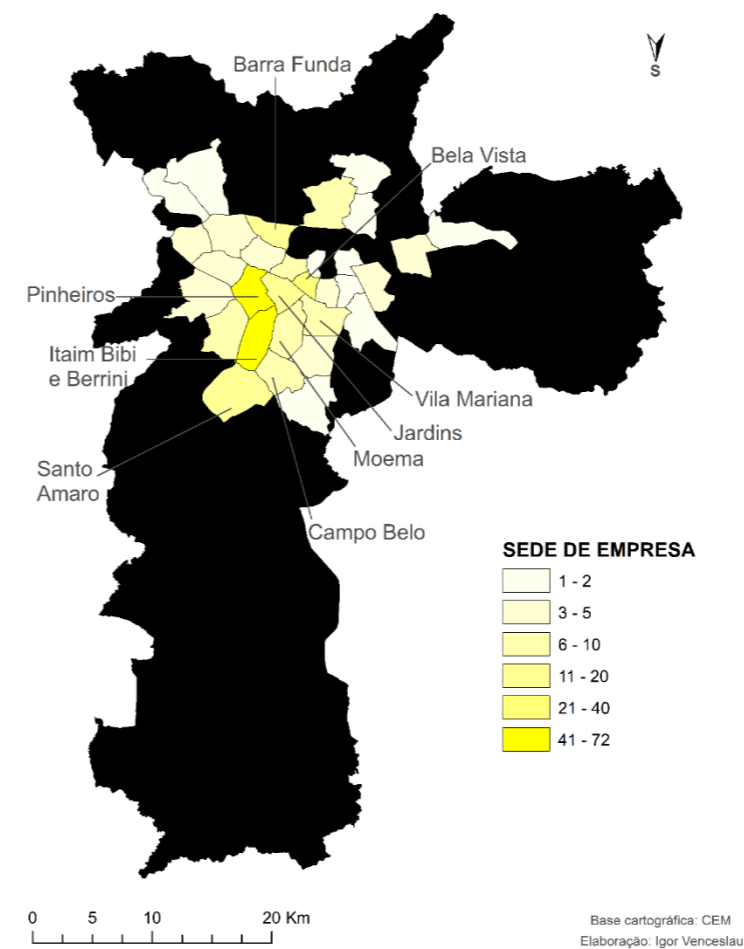 Barra Funda
S
Bela Vista
Pinheiros
Itaim Bibi
e Berrini
Vila Mariana
Jardins
Moema
Santo
Amaro
Campo Belo
SEDE DE EMPRESA
1 - 2
3 - 5
6 - 10
11 - 20
21 - 40
41 - 72
0 5 10 20 Km
Base cartográfica: CEM
Elaboração: Igor Venceslau